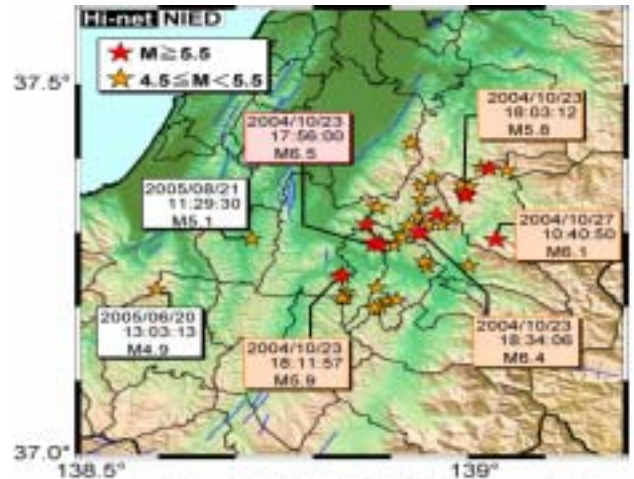 Hi-net NIED
★ M≧5.5
★ 4.5≦M<5.5
37.5°
2004/10/23
17:56:00
M6.5
2004/10/23
18:03:12
M5.8
2005/08/21
11:29:30
M5.1
2004/10/27
10:40:50
M6.1
2005/06/20
13:03:13
M4.9
2004/10/23
18:11:57
M5.9
2004/10/23
18:34:06
M6.4
37.0°
138.5°
139°